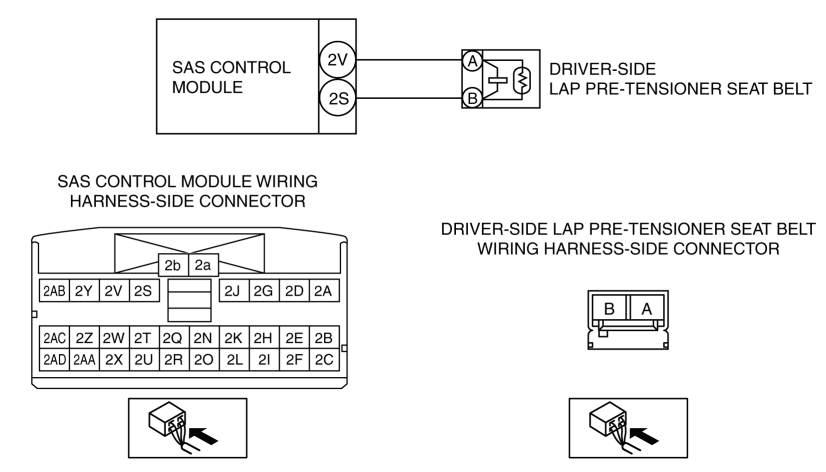 SAS CONTROL
MODULE
2V
2S
A
B
DRIVER-SIDE
LAP PRE-TENSIONER SEAT BELT
SAS CONTROL MODULE WIRING
HARNESS-SIDE CONNECTOR
2b 2a
2AB 2Y 2V 2S 2J 2G 2D 2A
2AC 2Z 2W 2T 2Q 2N 2K 2H 2E 2B
2AD 2AA 2X 2U 2R 2O 2L 2I 2F 2C
DRIVER-SIDE LAP PRE-TENSIONER SEAT BELT
WIRING HARNESS-SIDE CONNECTOR
B A